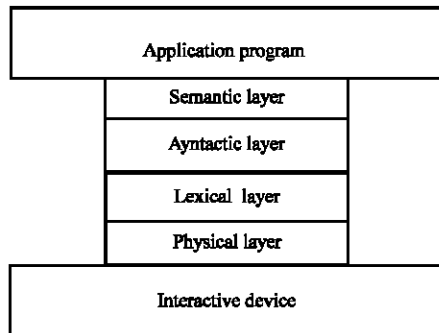 Application program
Semantic layer
Ayntactic layer
Lexical layer
Physical layer
Interactive device